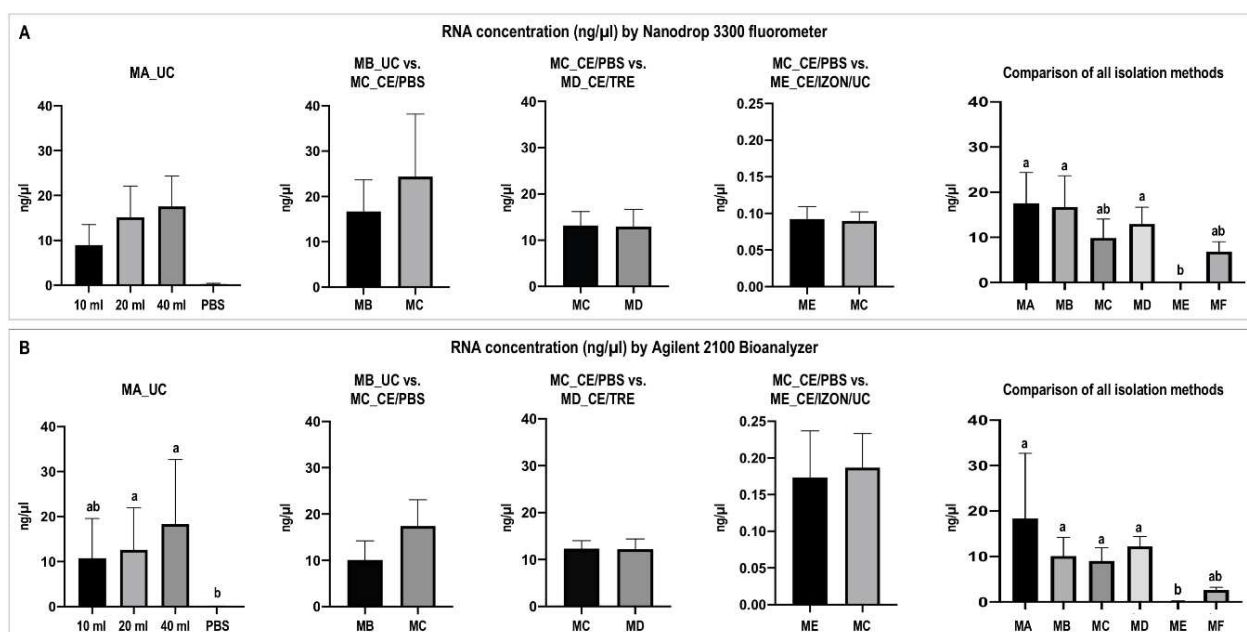 A
RNA concentration (ng/µl) by Nanodrop 3300 fluorometer
MA_UC
40
30
20
10
0
ng/µl
10 ml 20 ml 40 ml PBS
MB_UC vs.
MC_CE/PBS
40
30
20
10
0
ng/µl
MB MC
MC_CE/PBS vs.
MD_CE/TRE
40
30
20
10
0
ng/µl
MC MD
MC_CE/PBS vs.
ME_CE/IZON/UC
0.25
0.20
0.15
0.10
0.05
0.00
ng/µl
ME MC
Comparison of all isolation methods
40
30
20
10
0
ng/µl
a a ab a b ab
MA MB MC MD ME MF
B
RNA concentration (ng/µl) by Agilent 2100 Bioanalyzer
MA_UC
40
30
20
10
0
ng/µl
ab a a b
10 ml 20 ml 40 ml PBS
MB_UC vs.
MC_CE/PBS
40
30
20
10
0
ng/µl
MB MC
MC_CE/PBS vs.
MD_CE/TRE
40
30
20
10
0
ng/µl
MC MD
MC_CE/PBS vs.
ME_CE/IZON/UC
0.25
0.20
0.15
0.10
0.05
0.00
ng/µl
ME MC
Comparison of all isolation methods
40
30
20
10
0
ng/µl
a a a a b ab
MA MB MC MD ME MF